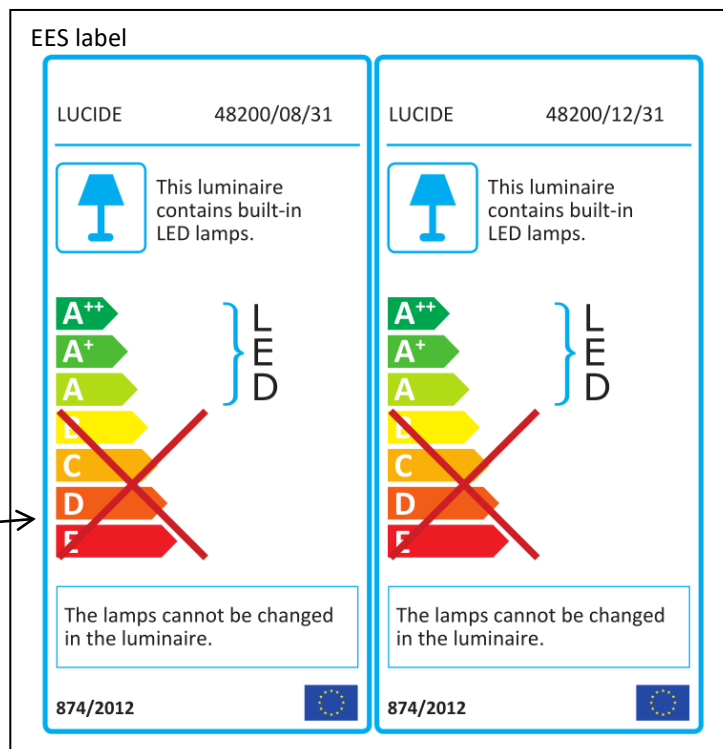 EES label
LUCIDE 48200/08/31
This luminaire
contains built-in
LED lamps.
A++
A+
A
B
C
D
E
L
E
D
The lamps cannot be changed
in the luminaire.
874/2012
LUCIDE 48200/12/31
This luminaire
contains built-in
LED lamps.
A++
A+
A
B
C
D
E
L
E
D
The lamps cannot be changed
in the luminaire.
874/2012